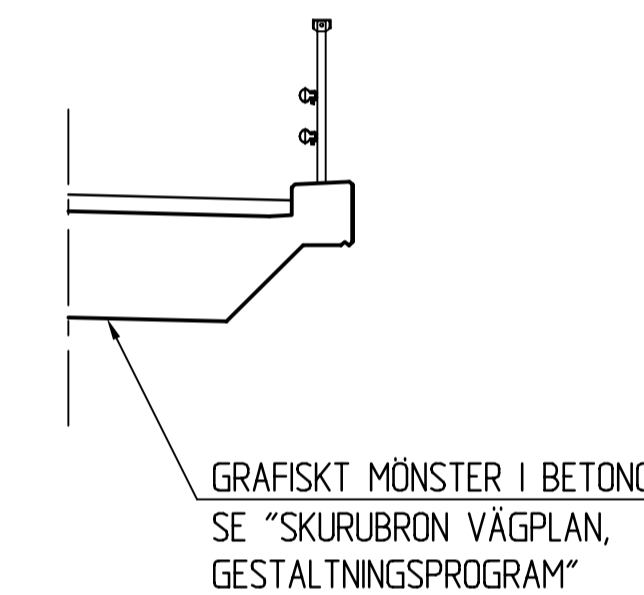 GRAFISKT MÖNSTER I BETONG
SE "SKURUBRON VÄGPLAN,
GESTALTNINGSPROGRAM"